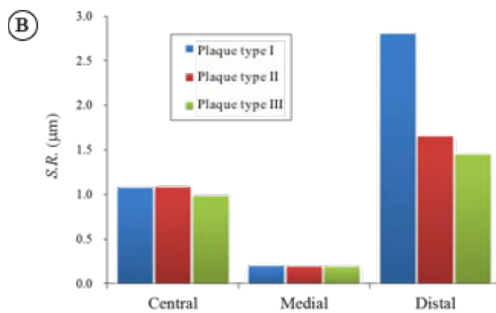 B
3.0
2.5
2.0
1.5
1.0
0.5
0.0
S.R. (μm)
Plaque type I
Plaque type II
Plaque type III
Central Medial Distal